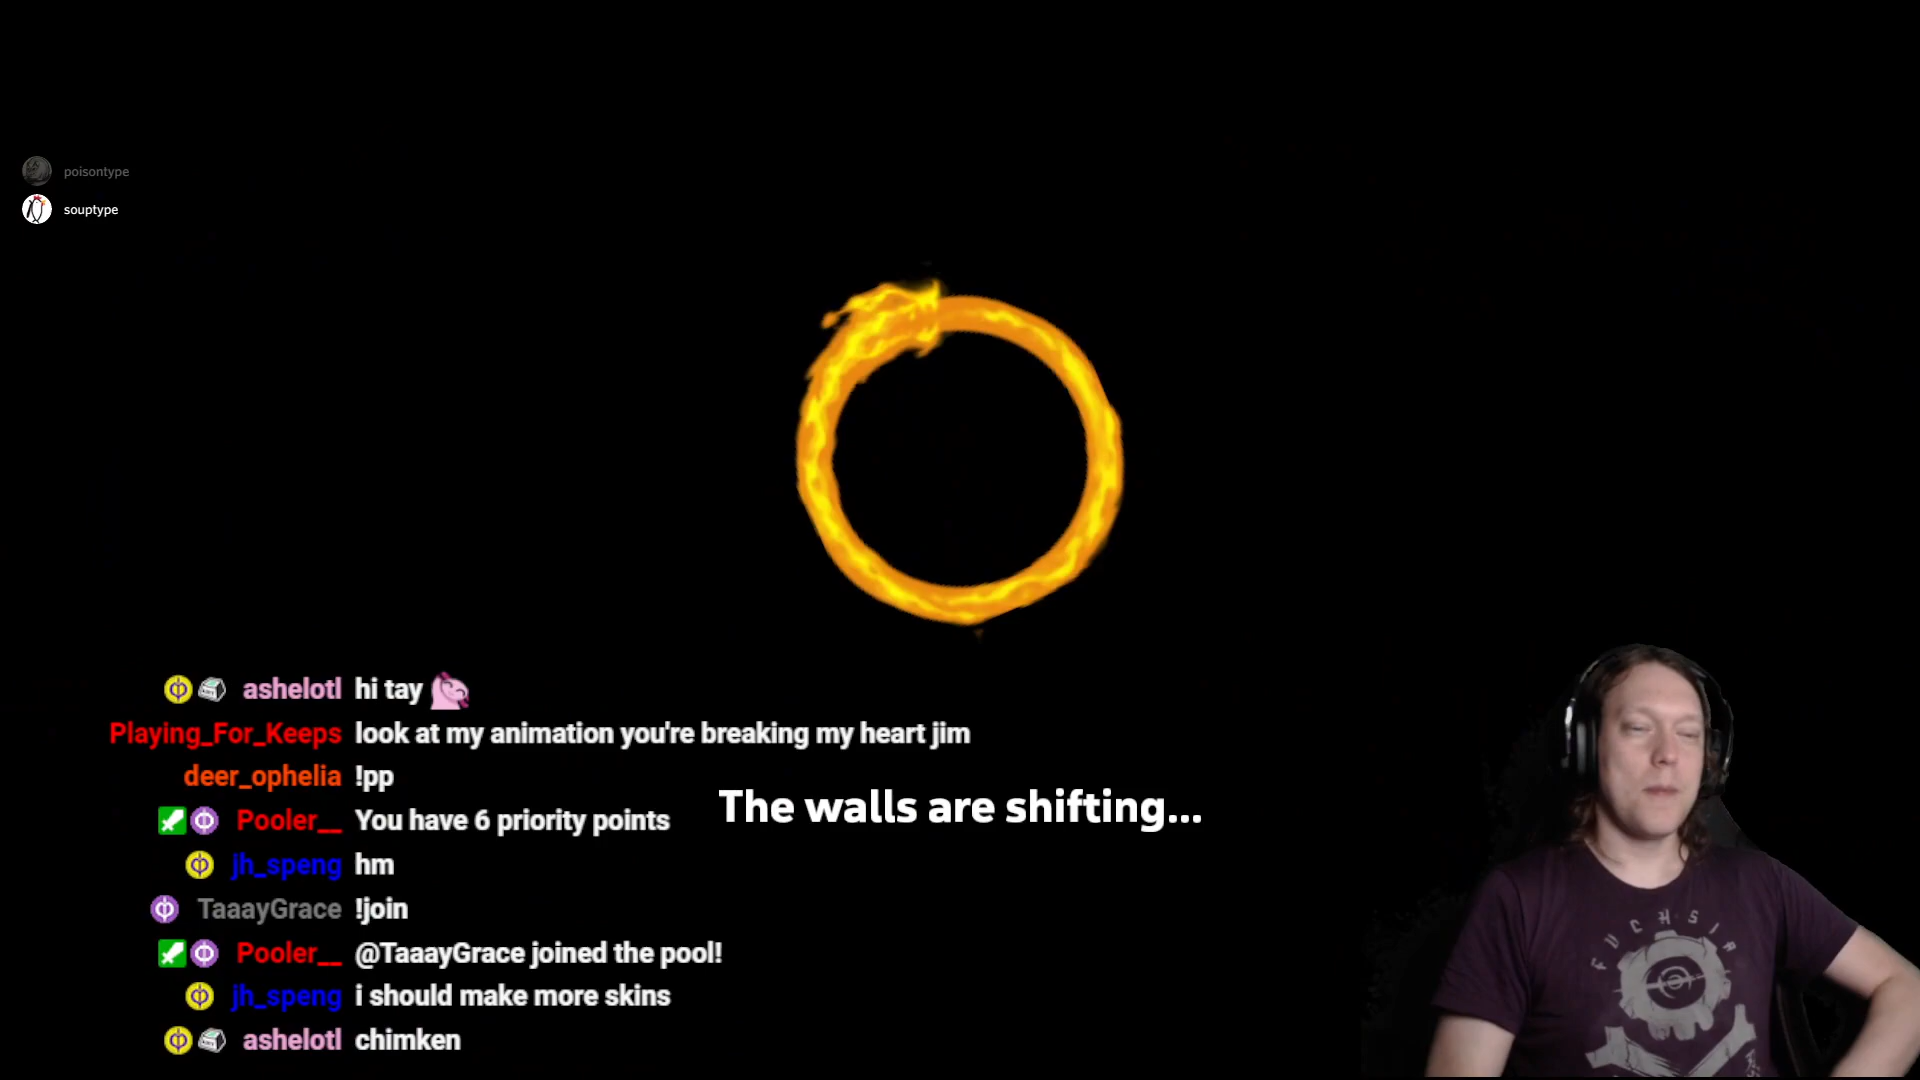 poisontype
souptype
ashelotl hi tay
Playing_For_Keeps look at my animation you're breaking my heart jim
deer_ophelia !pp
The walls are shifting...
Pooler__ You have 6 priority points
jh_speng hm
TaaayGrace !join
Pooler__ @TaaayGrace joined the pool!
jh_speng i should make more skins
ashelotl chimken
FUCHSIA